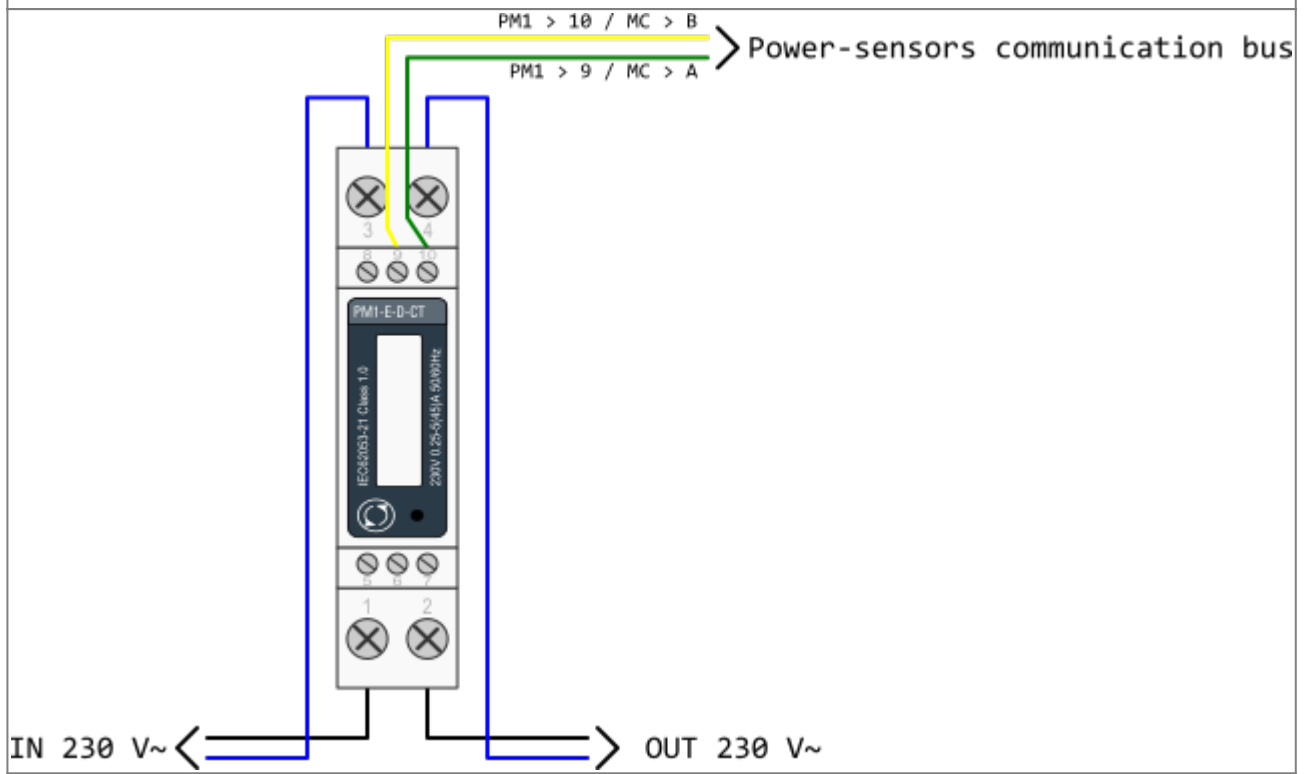 PM1 > 10 / MC > B
Power-sensors communication bus
PM1 > 9 / MC > A
3 4
8 9 10
PM1-E-D-CT
IEC62053-21 Class 1.0
230V 0.25-5(45)A 50/60Hz
5 6 7
1 2
IN 230 V~
OUT 230 V~